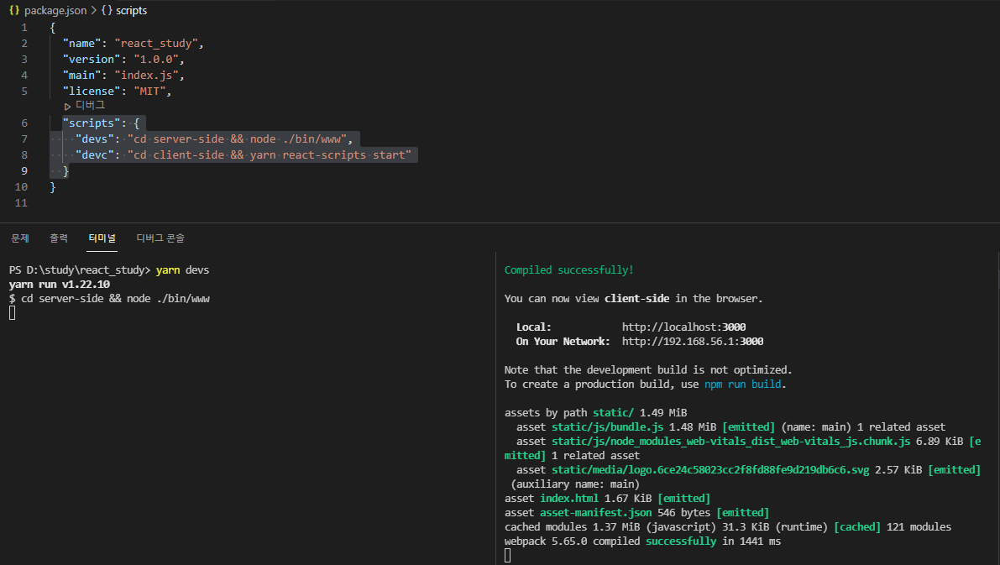 {} package.json > {} scripts
1 {
2 "name": "react_study",
3 "version": "1.0.0",
4 "main": "index.js",
5 "license": "MIT",
▷ 디버그
6 "scripts": {
7 "devs": "cd server-side && node ./bin/www",
8 "devc": "cd client-side && yarn react-scripts start"
9 }
10 }
11
문제 출력 터미널 디버그 콘솔
PS D:\study\react_study> yarn devs
yarn run v1.22.10
$ cd server-side && node ./bin/www
Compiled successfully!
You can now view client-side in the browser.
Local: http://localhost:3000
On Your Network: http://192.168.56.1:3000
Note that the development build is not optimized.
To create a production build, use npm run build.
assets by path static/ 1.49 MiB
asset static/js/bundle.js 1.48 MiB [emitted] (name: main) 1 related asset
asset static/js/node_modules_web-vitals_dist_web-vitals_js.chunk.js 6.89 KiB [e
mitted] 1 related asset
asset static/media/logo.6ce24c58023cc2f8fd88fe9d219db6c6.svg 2.57 KiB [emitted]
(auxiliary name: main)
asset index.html 1.67 KiB [emitted]
asset asset-manifest.json 546 bytes [emitted]
cached modules 1.37 MiB (javascript) 31.3 KiB (runtime) [cached] 121 modules
webpack 5.65.0 compiled successfully in 1441 ms